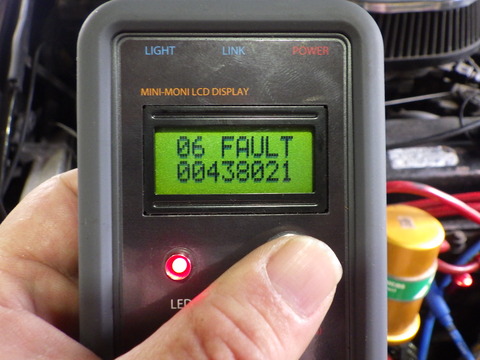 LIGHT LINK POWER
MINI-MONI LCD DISPLAY
06 FAULT
00438021
LED